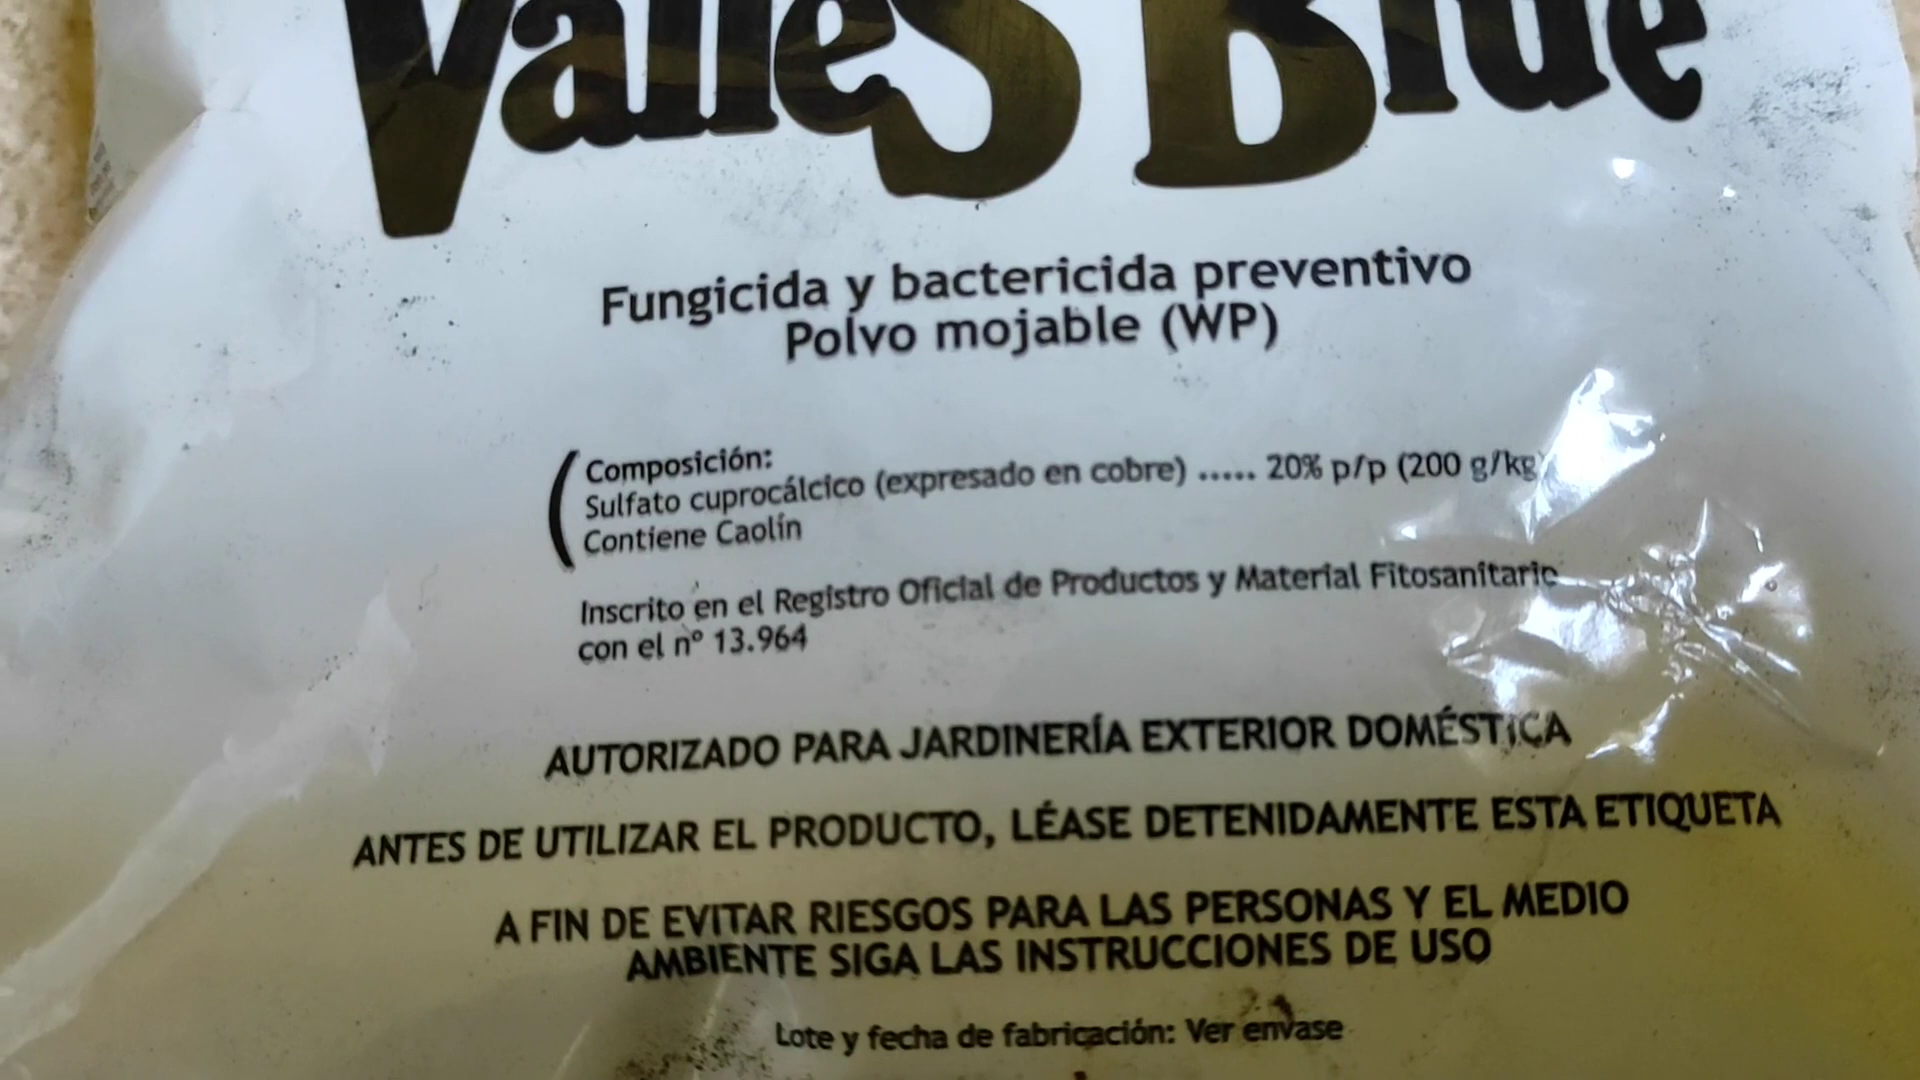 Valles Blue
Fungicida y bactericida preventivo
Polvo mojable (WP)
Composición:
Sulfato cuprocálcico (expresado en cobre) ..... 20% p/p (200 g/kg)
Contiene Caolín
Inscrito en el Registro Oficial de Productos y Material Fitosanitario
con el nº 13.964
AUTORIZADO PARA JARDINERÍA EXTERIOR DOMÉSTICA
ANTES DE UTILIZAR EL PRODUCTO, LÉASE DETENIDAMENTE ESTA ETIQUETA
A FIN DE EVITAR RIESGOS PARA LAS PERSONAS Y EL MEDIO
AMBIENTE SIGA LAS INSTRUCCIONES DE USO
Lote y fecha de fabricación: Ver envase